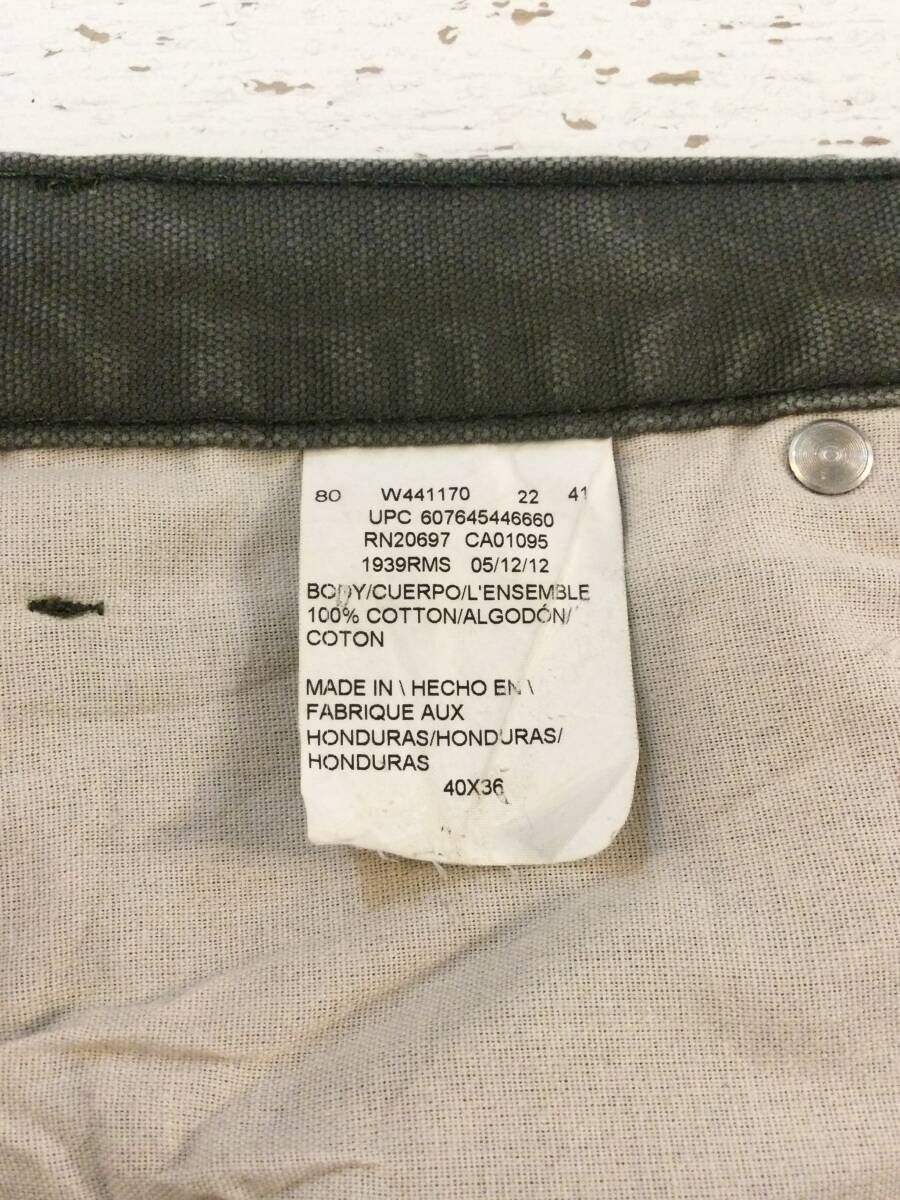 80 W441170 22 41
UPC 607645446660
RN20697 CA01095
1939RMS 05/12/12
BODY/CUERPO/L'ENSEMBLE
100% COTTON/ALGODÓN/
COTON
MADE IN \ HECHO EN \
FABRIQUE AUX
HONDURAS/HONDURAS/
HONDURAS
40X36